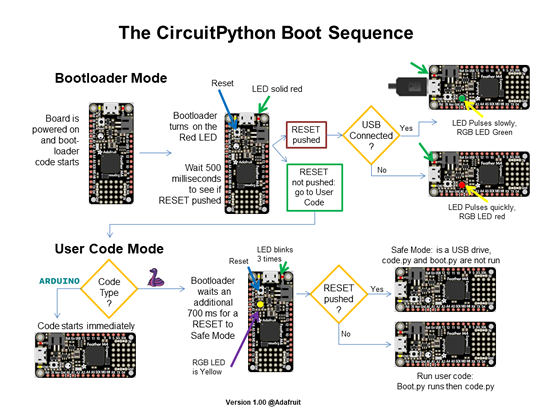 The CircuitPython Boot Sequence
Bootloader Mode
Reset
LED solid red
Board is
powered on
and boot-
loader
code starts
Bootloader
turns on the
Red LED
Wait 500
milliseconds
to see if
RESET pushed
RESET
pushed
RESET
not pushed:
go to User
Code
USB
Connected
?
Yes
No
LED Pulses slowly,
RGB LED Green
LED Pulses quickly,
RGB LED red
User Code Mode
ARDUINO
Code
Type
?
Code starts immediately
Bootloader
waits an
additional
700 ms for a
RESET to
Safe Mode
Reset
LED blinks
3 times
RGB LED
is Yellow
RESET
pushed
?
Yes
No
Safe Mode: is a USB drive,
code.py and boot.py are not run
Run user code:
Boot.py runs then code.py
Version 1.00 @Adafruit